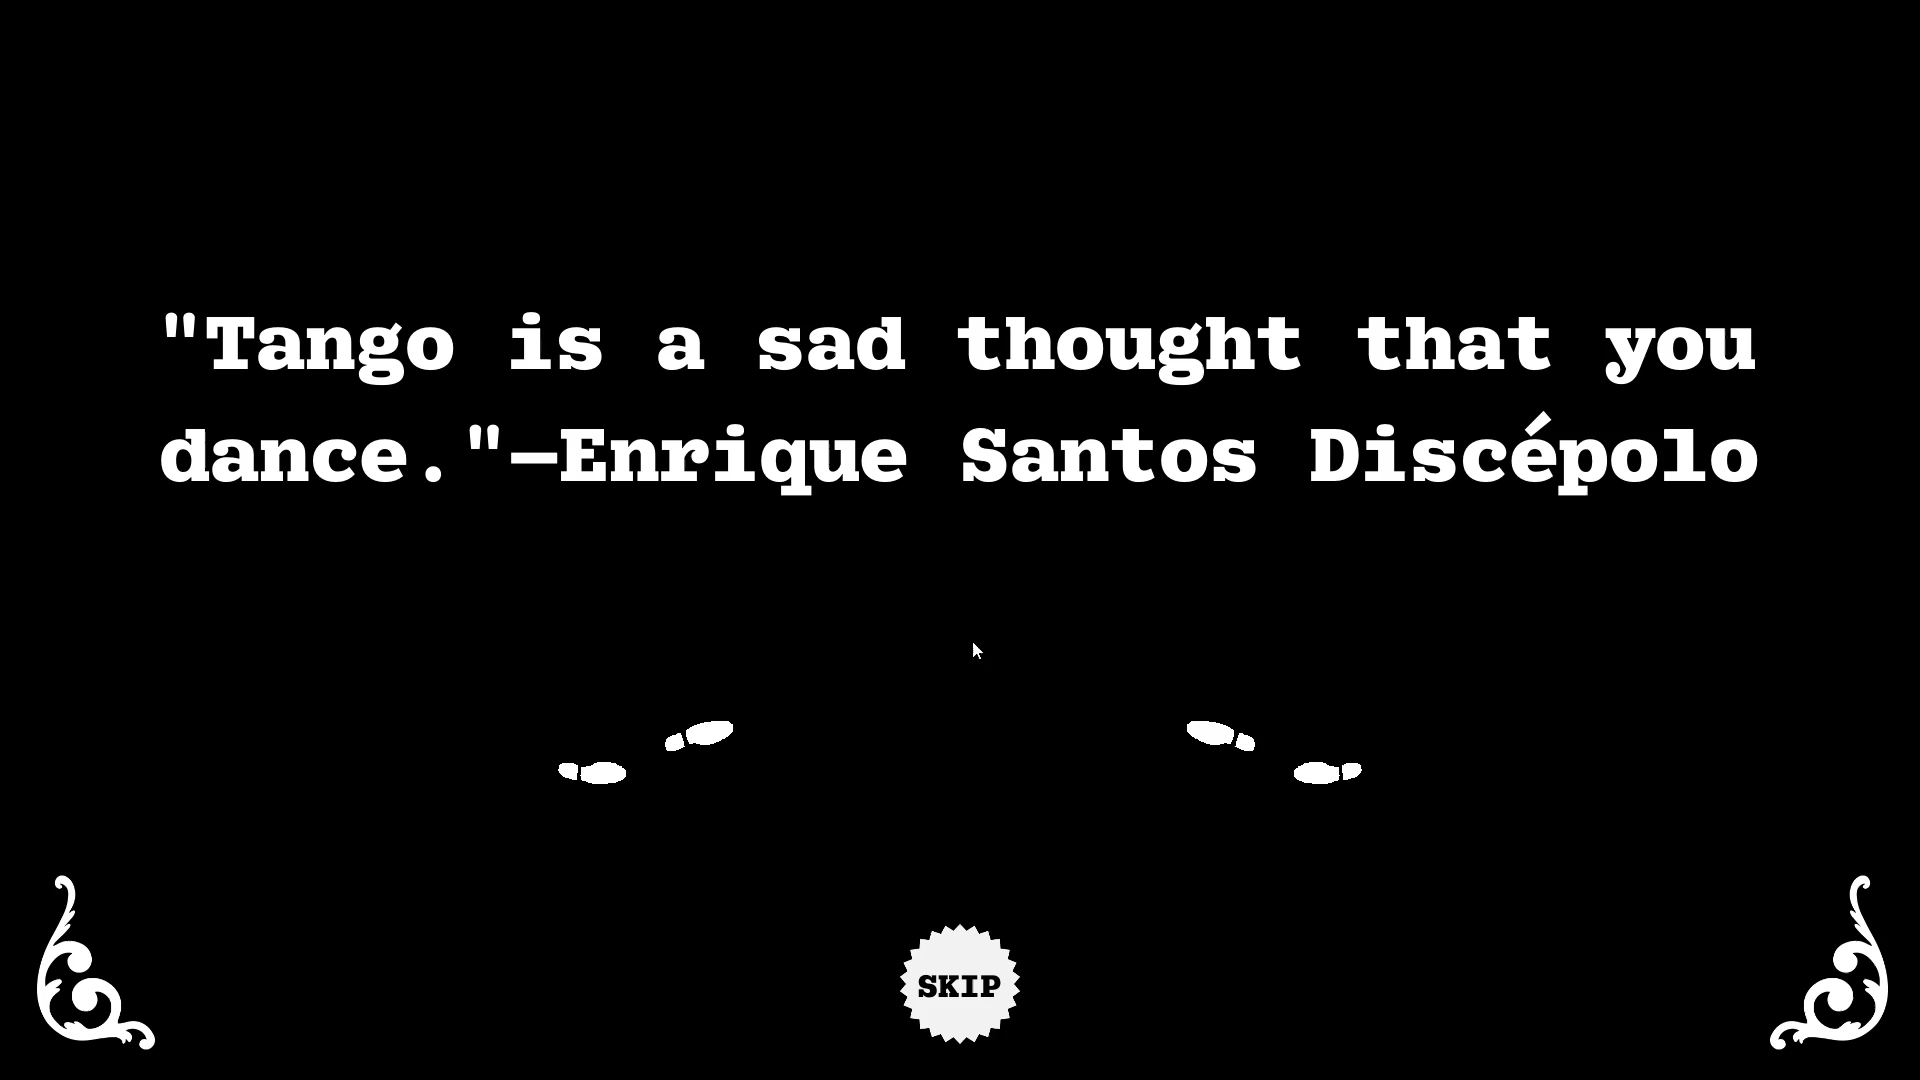 "Tango is a sad thought that you
dance."—Enrique Santos Discépolo
SKIP